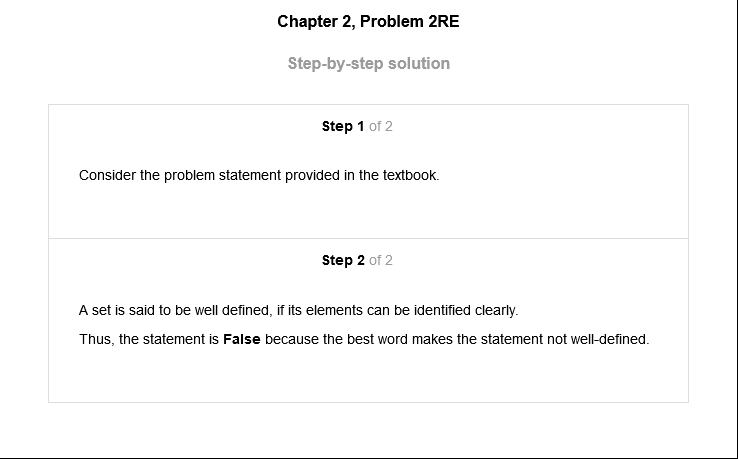 Chapter 2, Problem 2RE
Step-by-step solution
Step 1 of 2
Consider the problem statement provided in the textbook.
Step 2 of 2
A set is said to be well defined, if its elements can be identified clearly.
Thus, the statement is False because the best word makes the statement not well-defined.